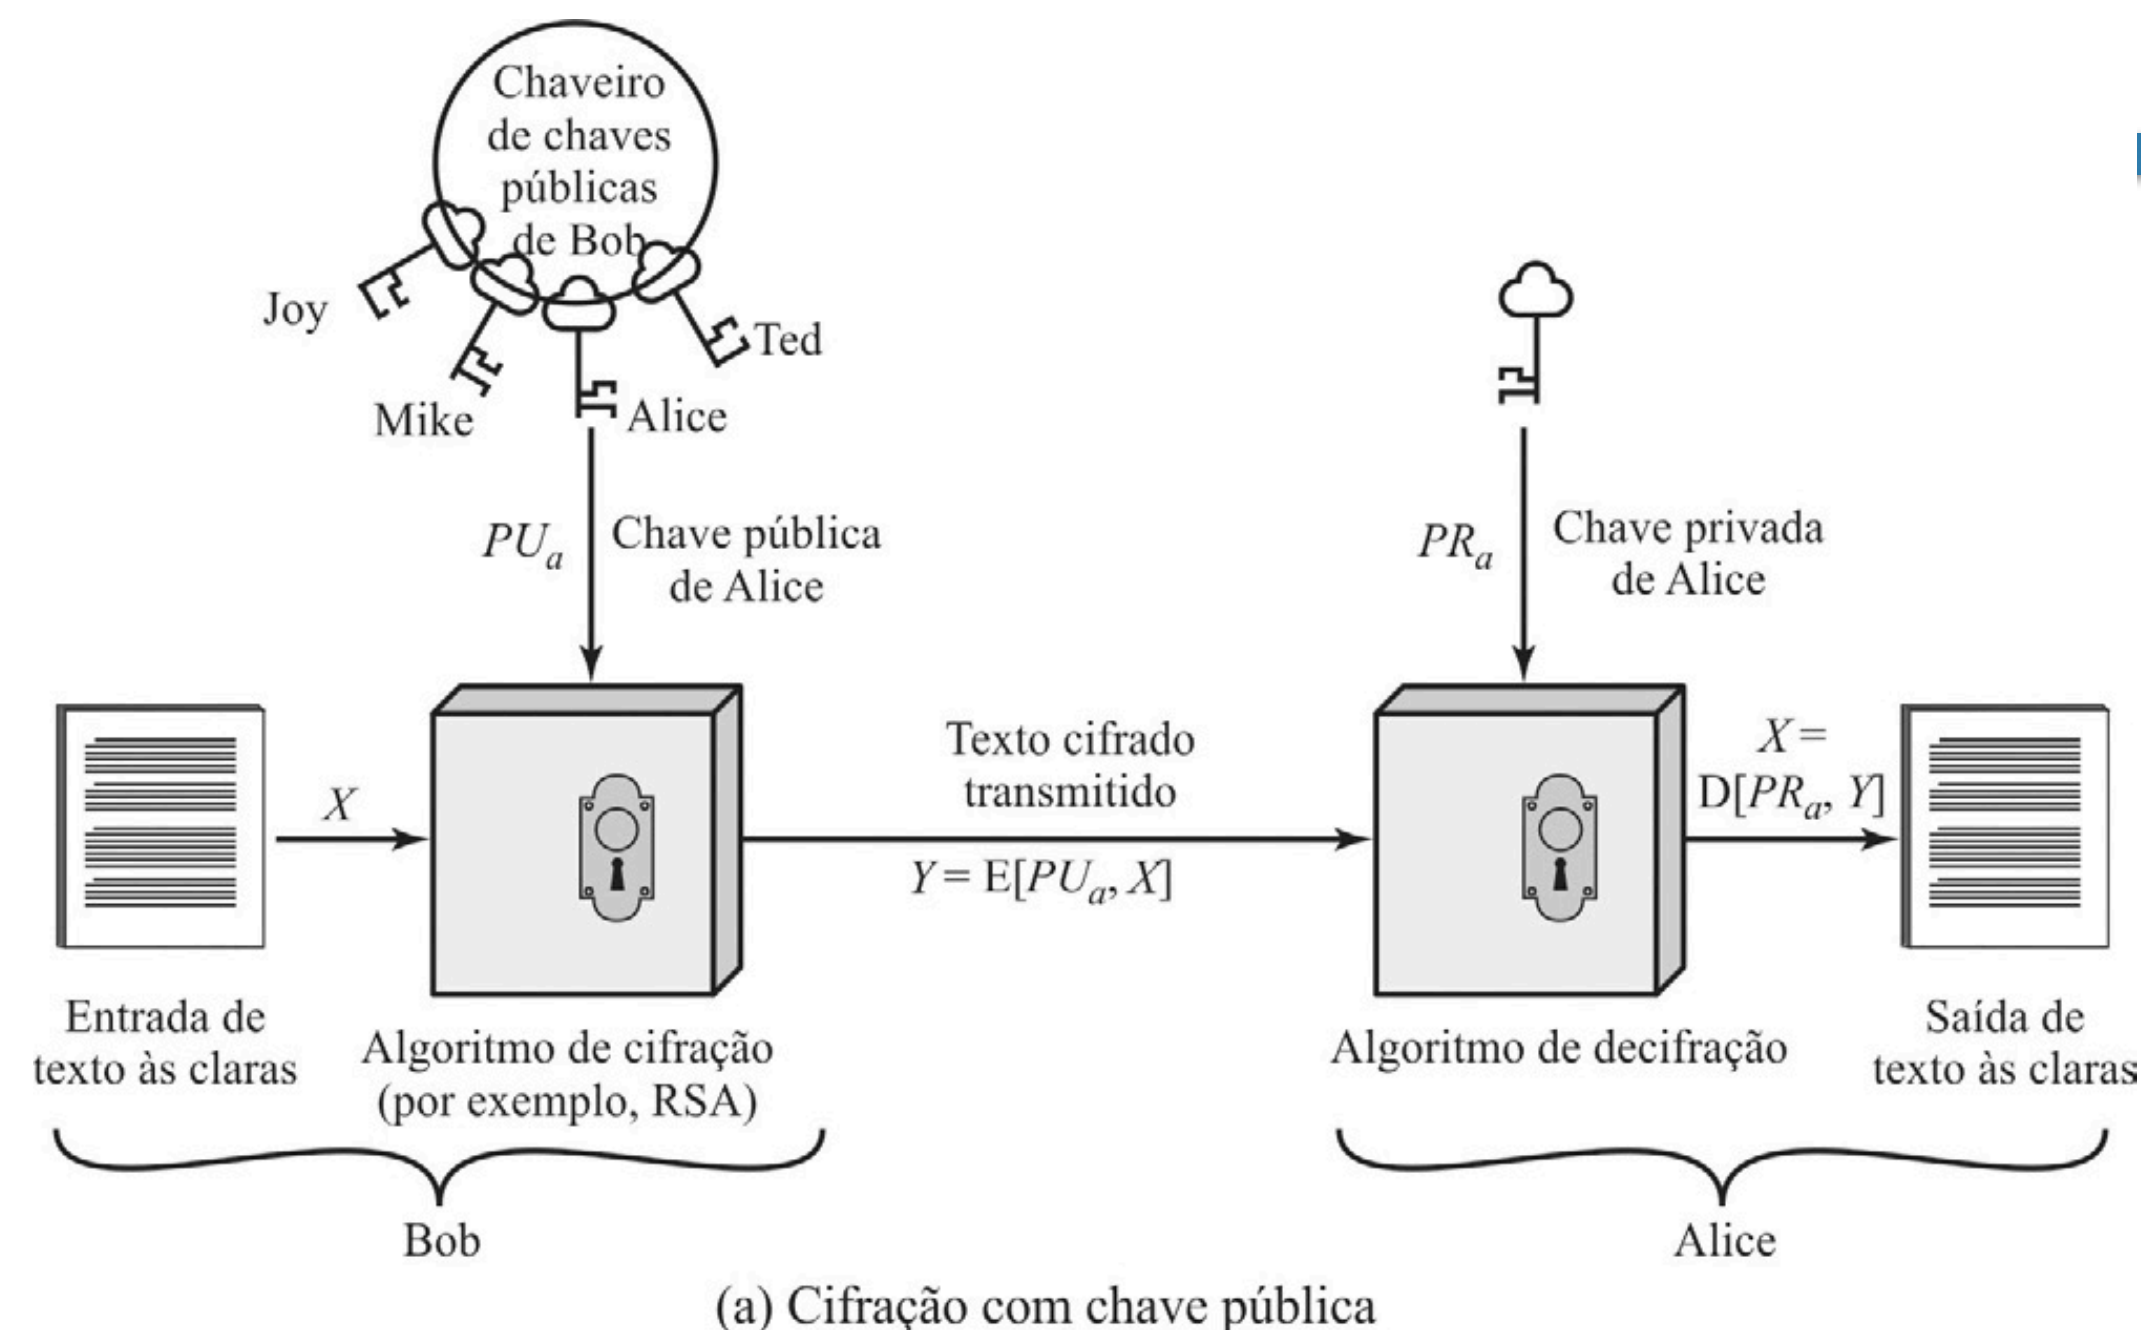 Chaveiro
de chaves
públicas
de Bob
Joy
Mike
Alice
Ted
PUa
Chave pública
de Alice
PRa
Chave privada
de Alice
X
Texto cifrado
transmitido
Y = E[PUa, X]
X =
D[PRa, Y]
Entrada de
texto às claras
Algoritmo de cifração
(por exemplo, RSA)
Algoritmo de decifração
Saída de
texto às claras
Bob
Alice
(a) Cifração com chave pública